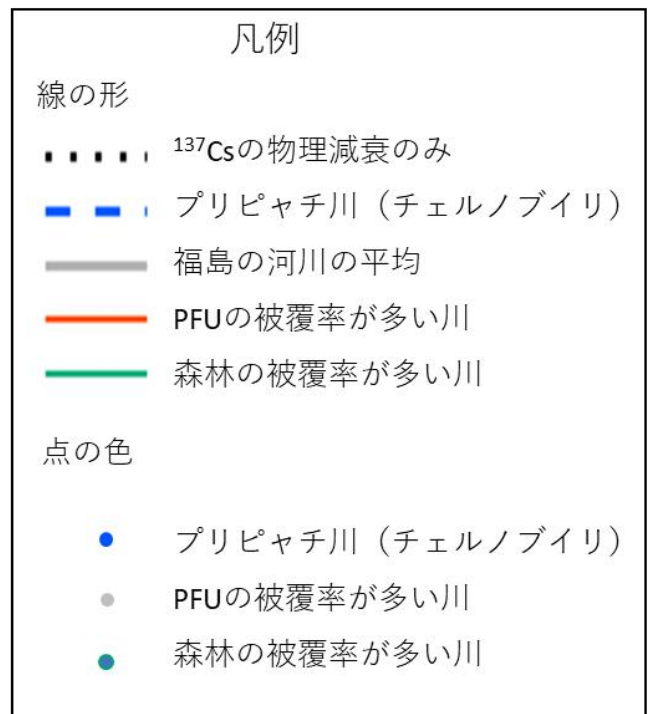 凡例
線の形
¹³⁷Csの物理減衰のみ
プリピャチ川（チェルノブイリ）
福島の河川の平均
PFUの被覆率が多い川
森林の被覆率が多い川
点の色
プリピャチ川（チェルノブイリ）
PFUの被覆率が多い川
森林の被覆率が多い川